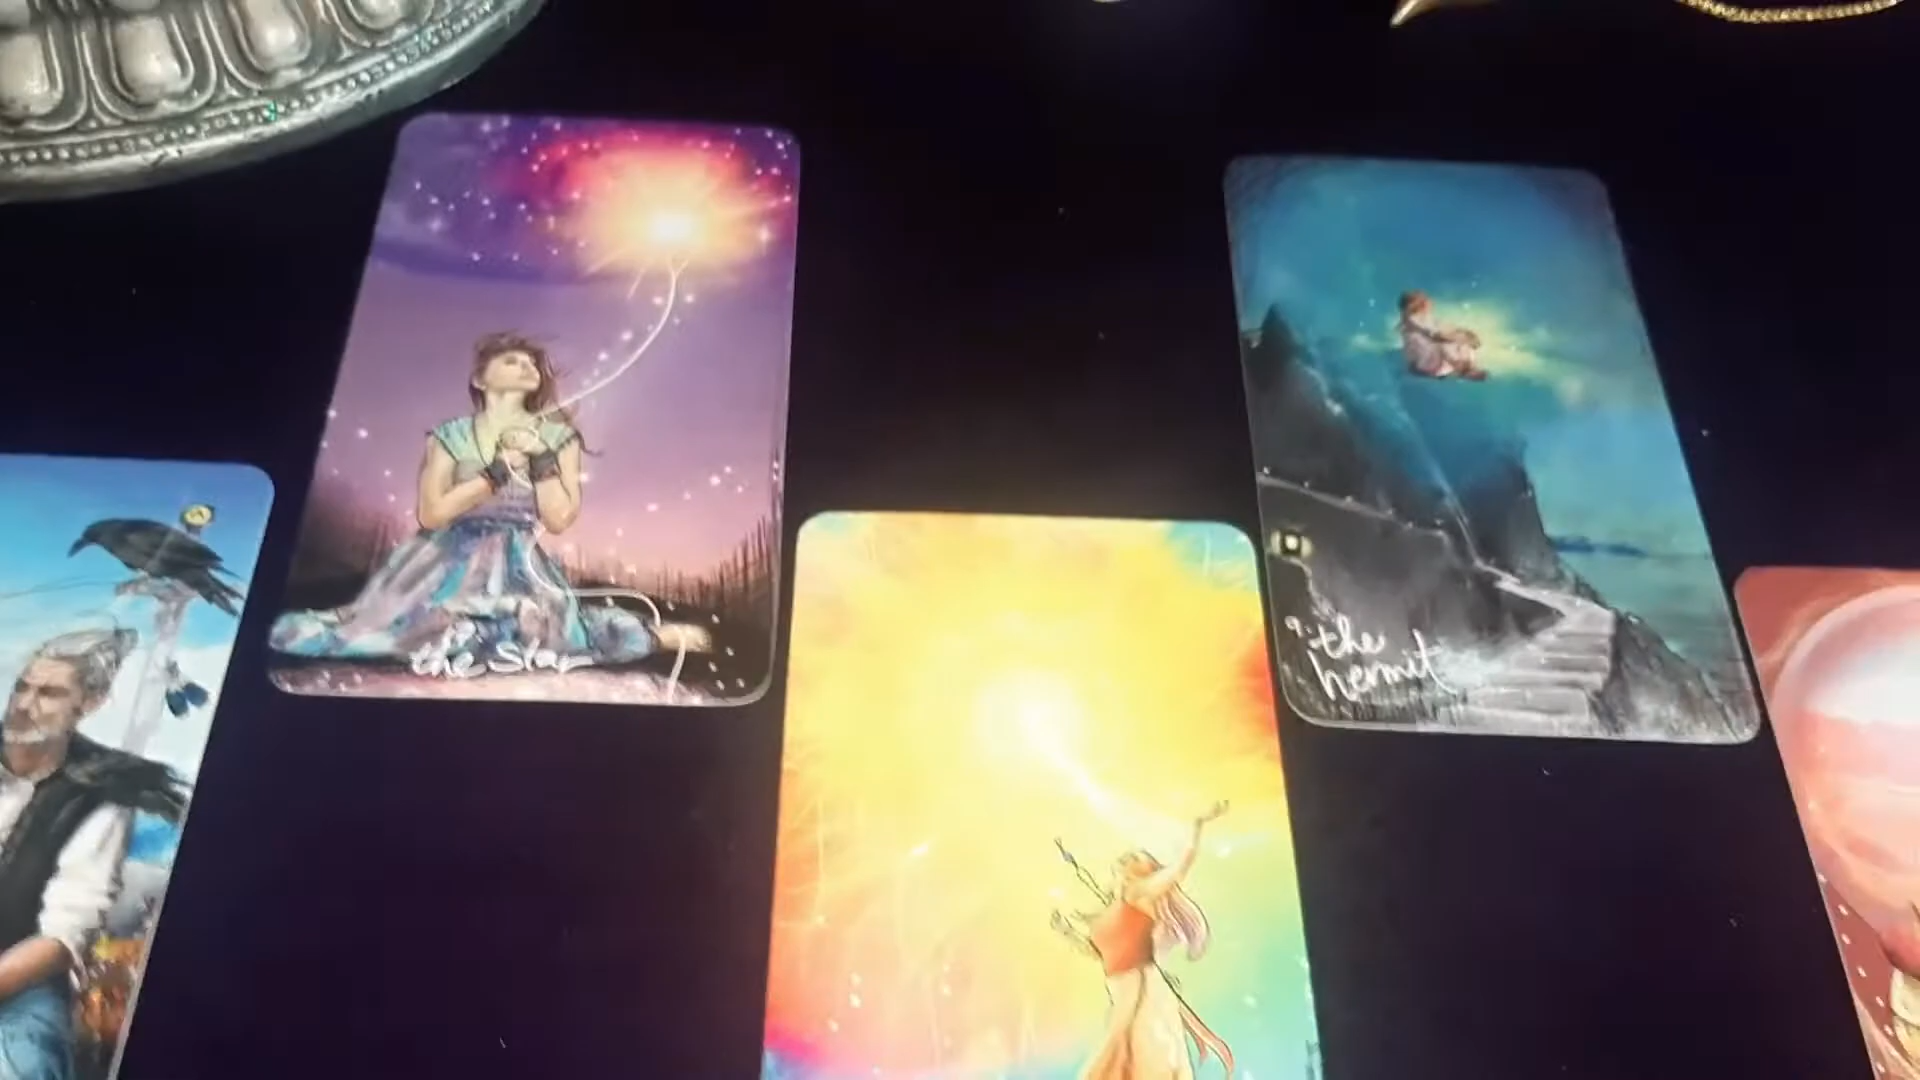 the star
9. the
hermit